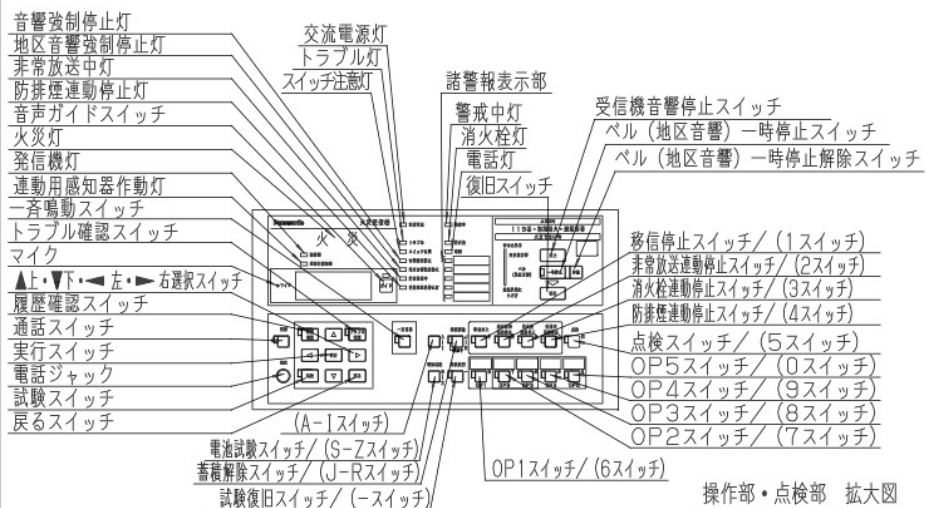 音響強制停止灯
地区音響強制停止灯
非常放送中灯
防排煙連動停止灯
音声ガイドスイッチ
火災灯
発信機灯
連動用感知器作動灯
一斉鳴動スイッチ
トラブル確認スイッチ
マイク
▲上・▼下・◀左・▶右選択スイッチ
履歴確認スイッチ
通話スイッチ
実行スイッチ
電話ジャック
試験スイッチ
戻るスイッチ
交流電源灯
トラブル灯
スイッチ注意灯
諸警報表示部
警戒中灯
消火栓灯
電話灯
復旧スイッチ
受信機音響停止スイッチ
ベル（地区音響）一時停止スイッチ
ベル（地区音響）一時停止解除スイッチ
Panasonic
火災
移信停止スイッチ/（1スイッチ）
非常放送連動停止スイッチ/（2スイッチ）
消火栓連動停止スイッチ/（3スイッチ）
防排煙連動停止スイッチ/（4スイッチ）
点検スイッチ/（5スイッチ）
OP5スイッチ/（0スイッチ）
OP4スイッチ/（9スイッチ）
OP3スイッチ/（8スイッチ）
OP2スイッチ/（7スイッチ）
(A-Iスイッチ)
電池試験スイッチ/（S-Zスイッチ）
蓄積解除スイッチ/（J-Rスイッチ）
試験復旧スイッチ/（-スイッチ）
OP1スイッチ/（6スイッチ）
操作部・点検部 拡大図